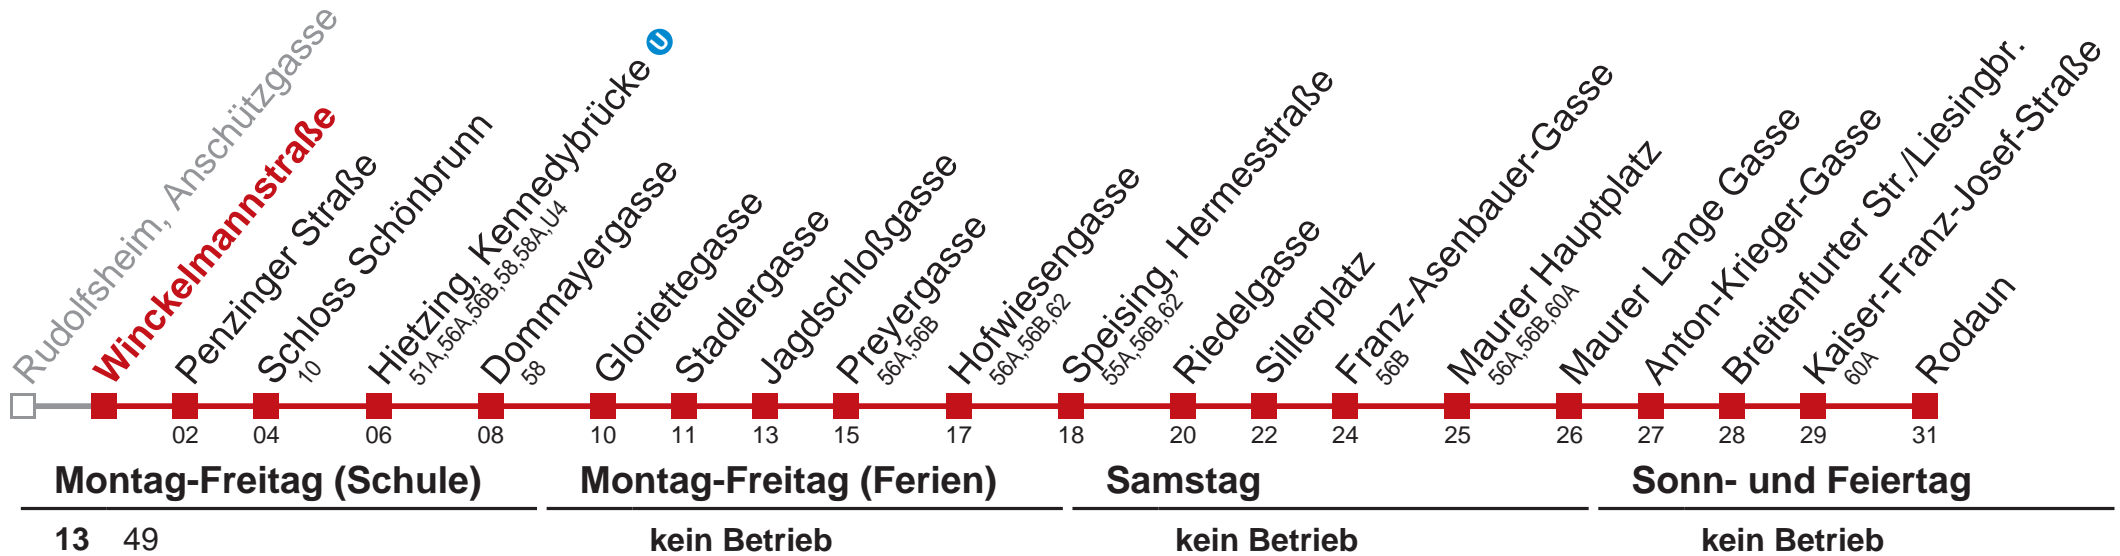 Rudolfsheim, Anschützgasse
Winckelmannstraße
Penzinger Straße
Schloss Schönbrunn
10
Hietzing, Kennedybrücke U
51A,56A,56B,58,58A,U4
Dommayergasse
58
Gloriettegasse
Stadlergasse
Jagdschloßgasse
Preyergasse
56A,56B
Hofwiesengasse
56A,56B,62
Speising, Hermesstraße
55A,56B,62
Riedelgasse
Sillerplatz
Franz-Asenbauer-Gasse
56B
Maurer Hauptplatz
56A,56B,60A
Maurer Lange Gasse
Anton-Krieger-Gasse
Breitenfurter Str./Liesingbr.
Kaiser-Franz-Josef-Straße
60A
Rodaun
02 04 06 08 10 11 13 15 17 18 20 22 24 25 26 27 28 29 31
Montag-Freitag (Schule) Montag-Freitag (Ferien) Samstag Sonn- und Feiertag
13 49 kein Betrieb kein Betrieb kein Betrieb